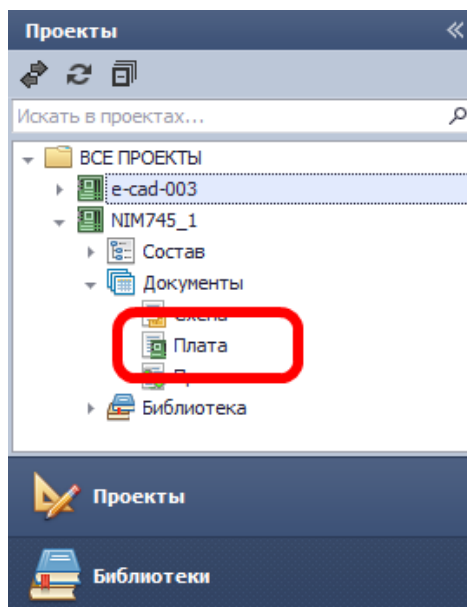 Проекты
Искать в проектах...
ВСЕ ПРОЕКТЫ
e-cad-003
NIM745_1
Состав
Документы
Плата
Библиотека
Проекты
Библиотеки